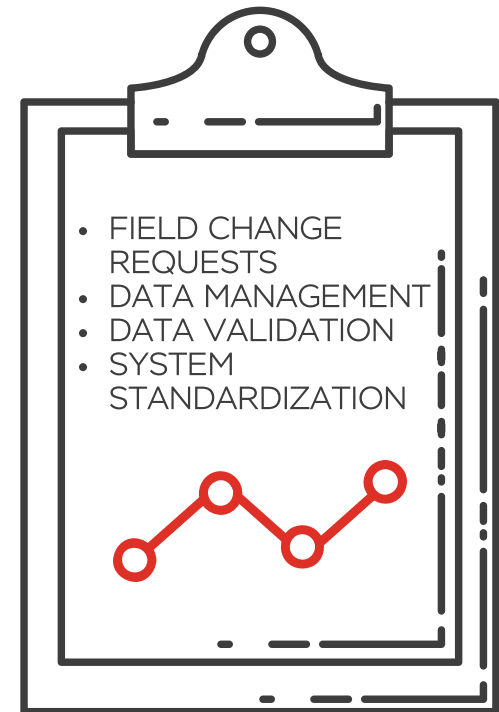 • FIELD CHANGE
REQUESTS
• DATA MANAGEMENT
• DATA VALIDATION
• SYSTEM
STANDARDIZATION